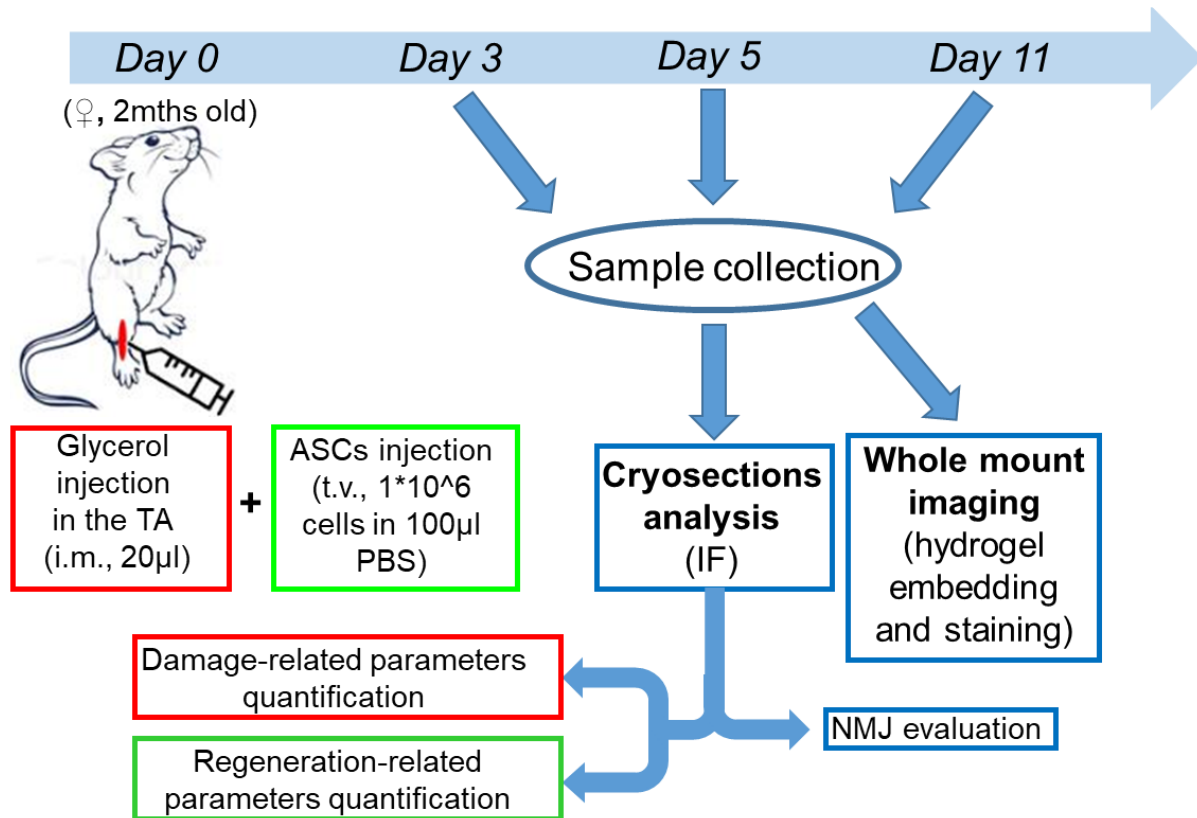 Day 0 Day 3 Day 5 Day 11
(♀, 2mths old)
Sample collection
Glycerol
injection
in the TA
(i.m., 20µl)
+
ASCs injection
(t.v., 1*10^6
cells in 100µl
PBS)
Cryosections
analysis
(IF)
Whole mount
imaging
(hydrogel
embedding
and staining)
Damage-related parameters
quantification
Regeneration-related
parameters quantification
NMJ evaluation